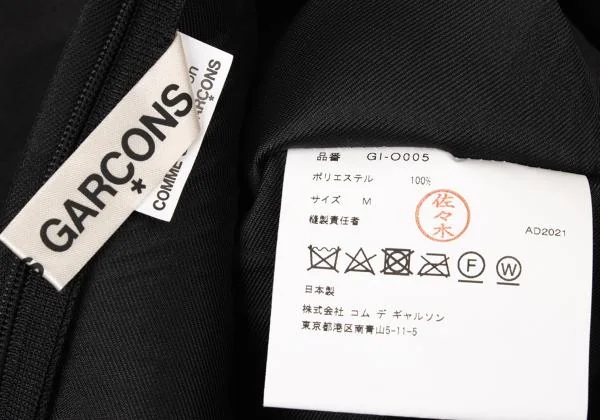 GARCONS
*
GARCONS
*
COMME
品番 GI-O005
ポリエステル 100%
サイズ M
縫製責任者
佐々木
AD2021
F
W
日本製
株式会社 コム デ ギャルソン
東京都港区南青山5-11-5